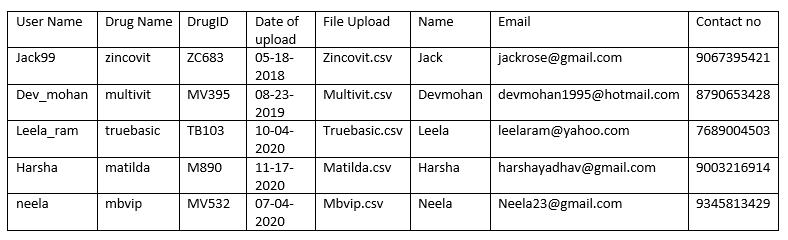 User Name Drug Name DrugID Date of upload File Upload Name Email Contact no
Jack99 zincovit ZC683 05-18-2018 Zincovit.csv Jack jackrose@gmail.com 9067395421
Dev_mohan multivit MV395 08-23-2019 Multivit.csv Devmohan devmohan1995@hotmail.com 8790653428
Leela_ram truebasic TB103 10-04-2020 Truebasic.csv Leela leelaram@yahoo.com 7689004503
Harsha matilda M890 11-17-2020 Matilda.csv Harsha harshayadhav@gmail.com 9003216914
neela mbvip MV532 07-04-2020 Mbvip.csv Neela Neela23@gmail.com 9345813429